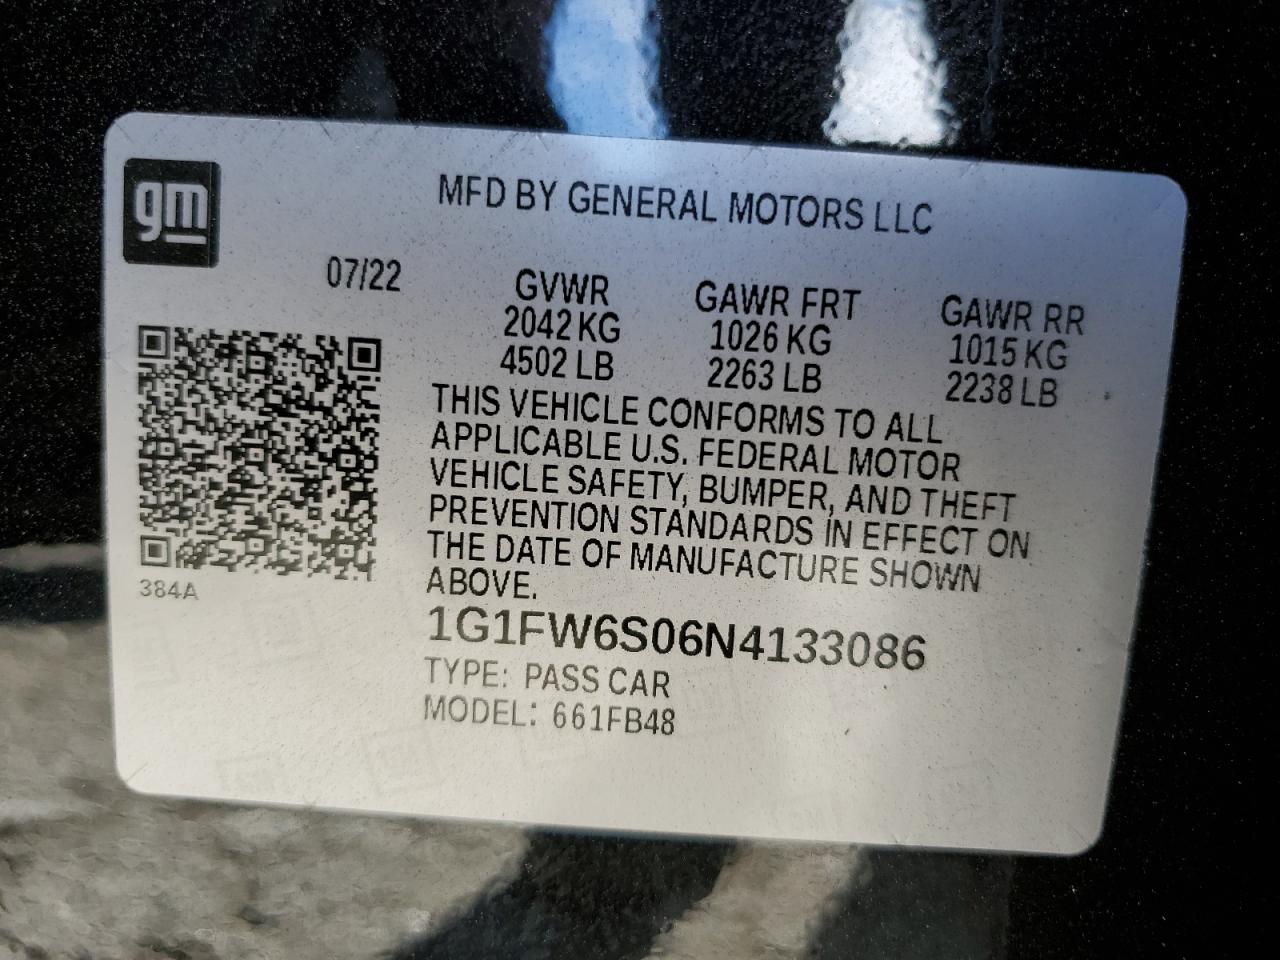 gm
MFD BY GENERAL MOTORS LLC
07/22
GVWR GAWR FRT GAWR RR
2042 KG 1026 KG 1015 KG
4502 LB 2263 LB 2238 LB
THIS VEHICLE CONFORMS TO ALL
APPLICABLE U.S. FEDERAL MOTOR
VEHICLE SAFETY, BUMPER, AND THEFT
PREVENTION STANDARDS IN EFFECT ON
THE DATE OF MANUFACTURE SHOWN
ABOVE.
384A
1G1FW6S06N4133086
TYPE: PASS CAR
MODEL: 661FB48